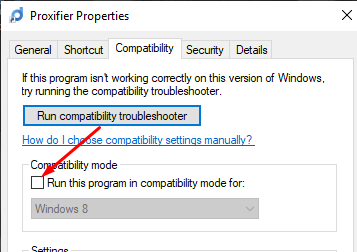 Proxifier Properties
General Shortcut Compatibility Security Details
If this program isn't working correctly on this version of Windows,
try running the compatibility troubleshooter.
Run compatibility troubleshooter
How do I choose compatibility settings manually?
Compatibility mode
Run this program in compatibility mode for:
Windows 8
Settings